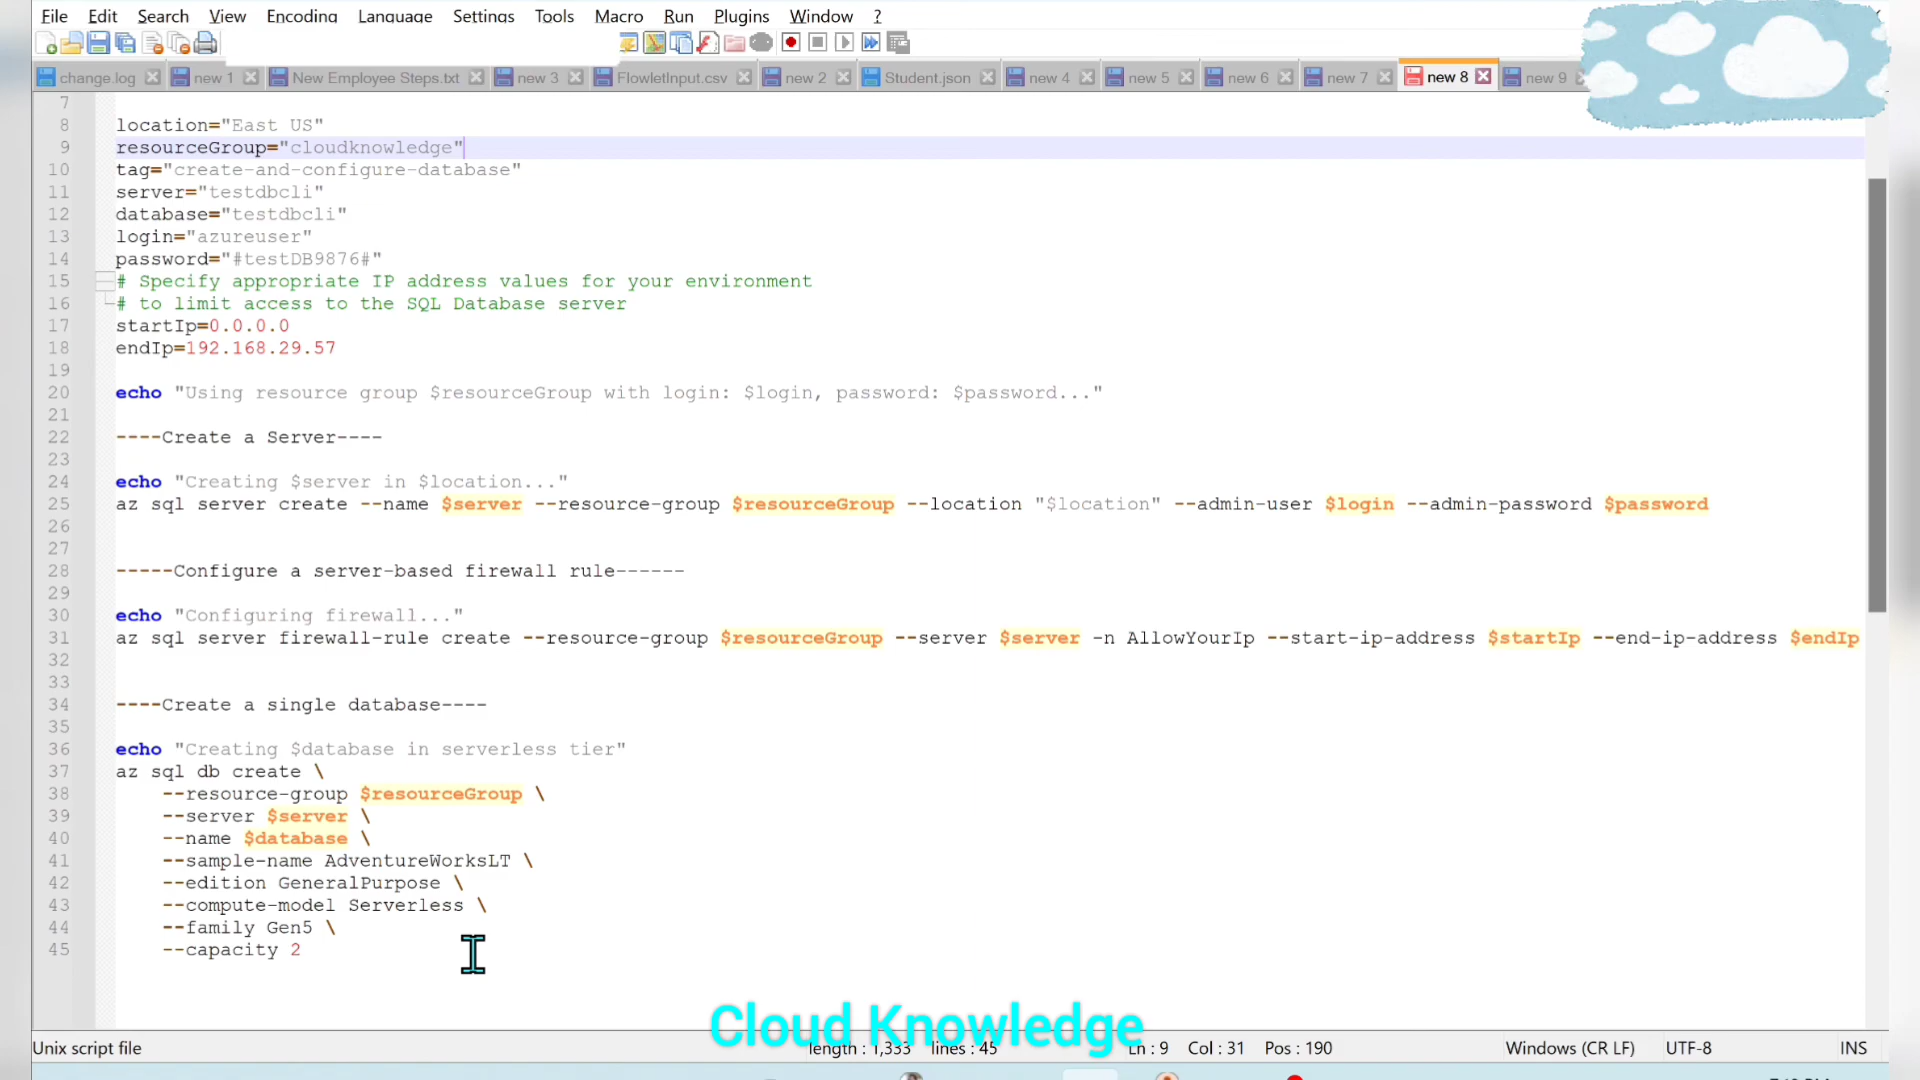 File Edit Search View Encoding Language Settings Tools Macro Run Plugins Window ?
change.log new 1 New Employee Steps.txt new 3 FlowletInput.csv new 2 Student.json new 4 new 5 new 6 new 7 new 8 new 9
7
8 location="East US"
9 resourceGroup="cloudknowledge"
10 tag="create-and-configure-database"
11 server="testdbcli"
12 database="testdbcli"
13 login="azureuser"
14 password="#testDB9876#"
15 # Specify appropriate IP address values for your environment
16 # to limit access to the SQL Database server
17 startIp=0.0.0.0
18 endIp=192.168.29.57
19
20 echo "Using resource group $resourceGroup with login: $login, password: $password..."
21
22 ----Create a Server----
23
24 echo "Creating $server in $location..."
25 az sql server create --name $server --resource-group $resourceGroup --location "$location" --admin-user $login --admin-password $password
26
27
28 -----Configure a server-based firewall rule------
29
30 echo "Configuring firewall..."
31 az sql server firewall-rule create --resource-group $resourceGroup --server $server -n AllowYourIp --start-ip-address $startIp --end-ip-address $endIp
32
33
34 ----Create a single database----
35
36 echo "Creating $database in serverless tier"
37 az sql db create \
38 --resource-group $resourceGroup \
39 --server $server \
40 --name $database \
41 --sample-name AdventureWorksLT \
42 --edition GeneralPurpose \
43 --compute-model Serverless \
44 --family Gen5 \
45 --capacity 2
Cloud Knowledge
Unix script file length : 1,333 lines : 45 Ln : 9 Col : 31 Pos : 190 Windows (CR LF) UTF-8 INS